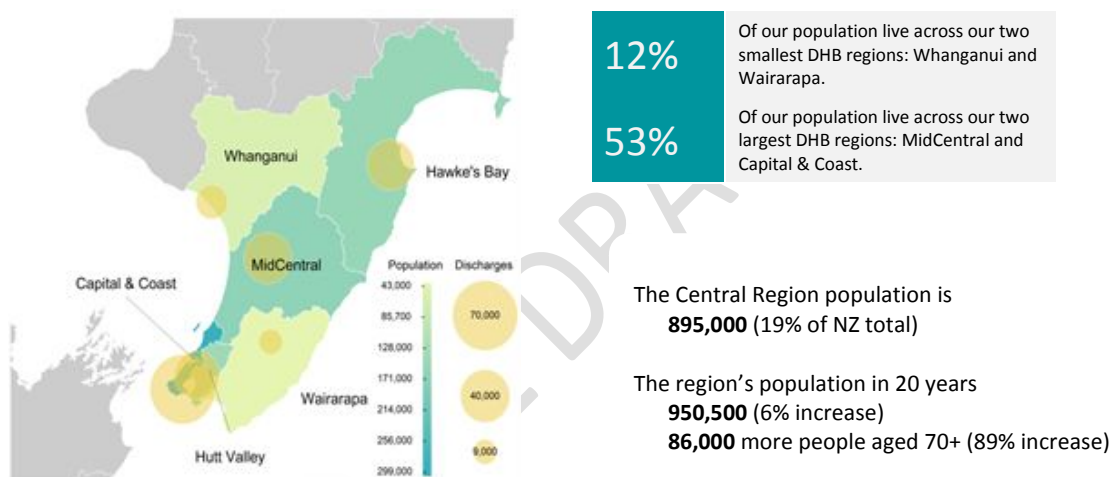 Whanganui
Hawke's Bay
MidCentral
Capital & Coast
Wairarapa
Hutt Valley
Population Discharges
43,000
85,700
128,000
171,000
214,000
256,000
299,000
70,000
40,000
9,000
12%
Of our population live across our two
smallest DHB regions: Whanganui and
Wairarapa.
53%
Of our population live across our two
largest DHB regions: MidCentral and
Capital & Coast.
The Central Region population is
895,000 (19% of NZ total)
The region's population in 20 years
950,500 (6% increase)
86,000 more people aged 70+ (89% increase)